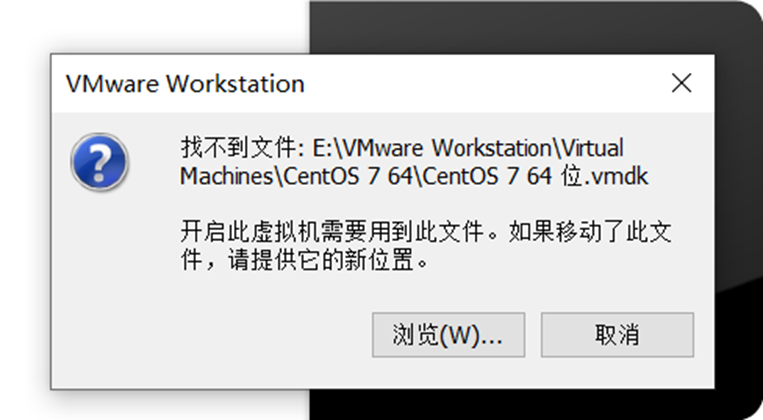 VMware Workstation
找不到文件: E:\VMware Workstation\Virtual
Machines\CentOS 7 64\CentOS 7 64 位.vmdk
开启此虚拟机需要用到此文件。如果移动了此文
件，请提供它的新位置。
浏览(W)...
取消